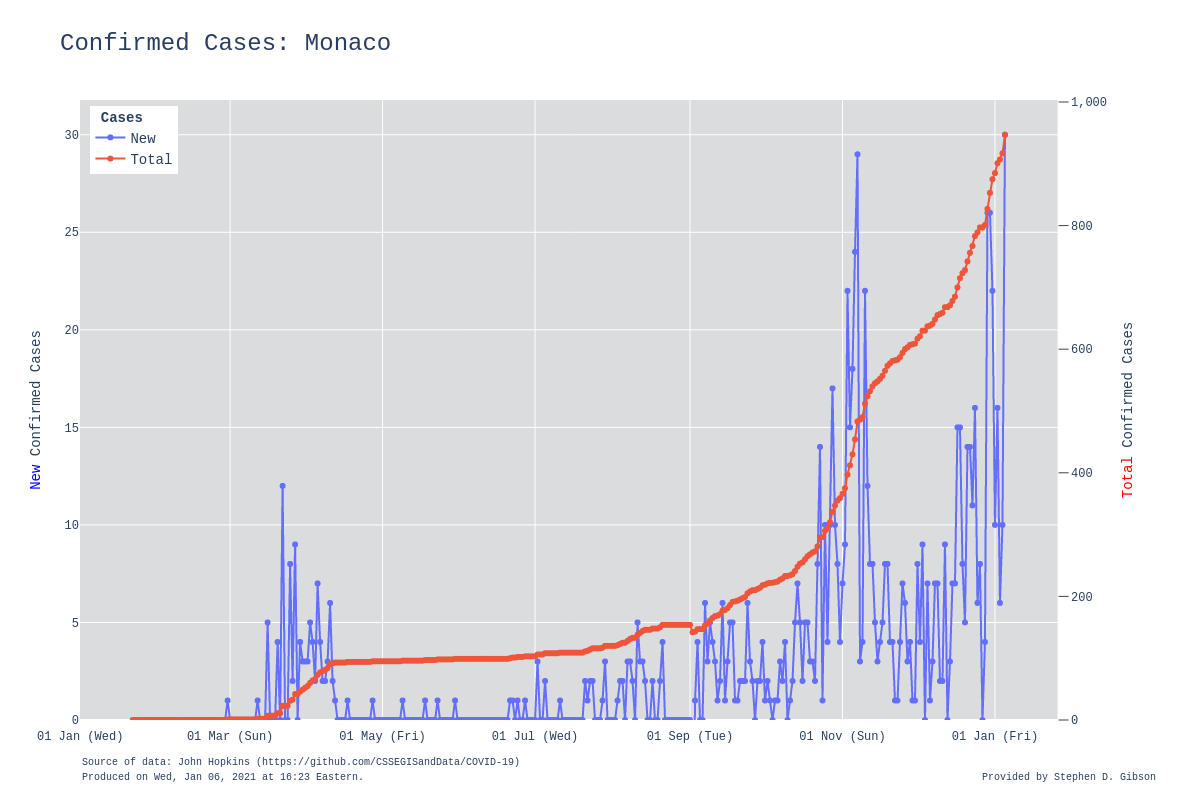 Confirmed Cases: Monaco
Cases
New
Total
30
25
20
15
10
5
0
New Confirmed Cases
1,000
800
600
400
200
0
Total Confirmed Cases
01 Jan (Wed)
01 Mar (Sun)
01 May (Fri)
01 Jul (Wed)
01 Sep (Tue)
01 Nov (Sun)
01 Jan (Fri)
Source of data: John Hopkins (https://github.com/CSSEGISandData/COVID-19)
Produced on Wed, Jan 06, 2021 at 16:23 Eastern.
Provided by Stephen D. Gibson